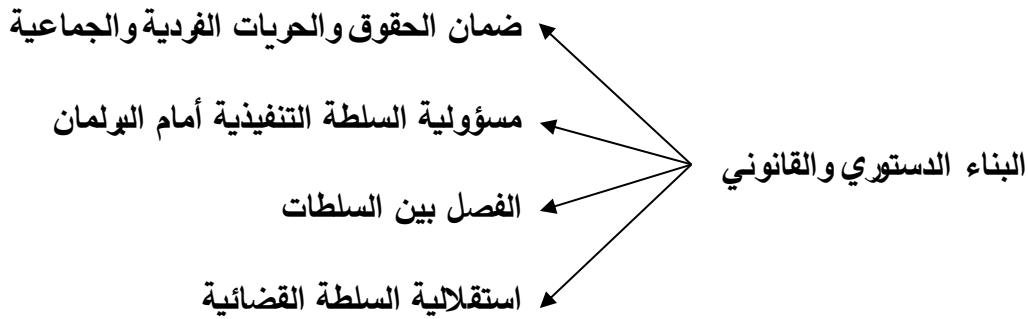 البناء الدستوري والقانوني
ضمان الحقوق والحريات الفردية والجماعية
مسؤولية السلطة التنفيذية أمام البرلمان
الفصل بين السلطات
استقلالية السلطة القضائية